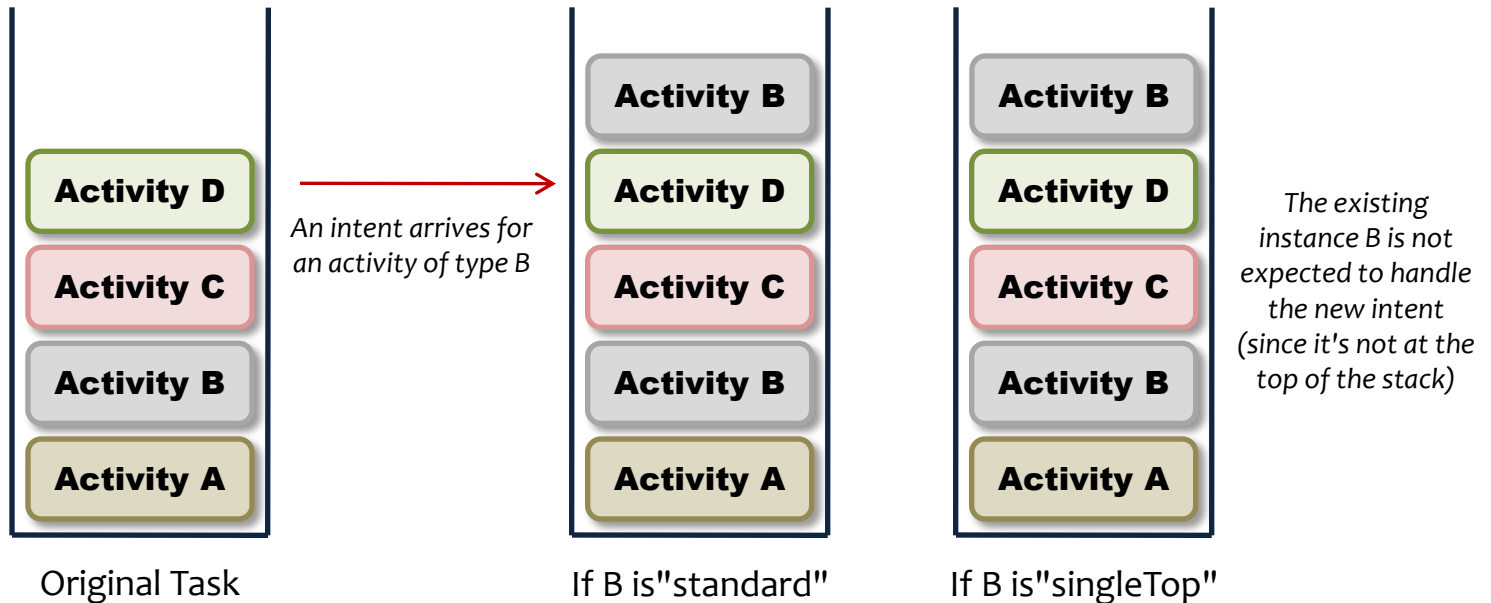 Activity D
Activity C
Activity B
Activity A
Original Task
An intent arrives for
an activity of type B
Activity B
Activity D
Activity C
Activity B
Activity A
If B is"standard"
Activity B
Activity D
Activity C
Activity B
Activity A
If B is"singleTop"
The existing
instance B is not
expected to handle
the new intent
(since it's not at the
top of the stack)